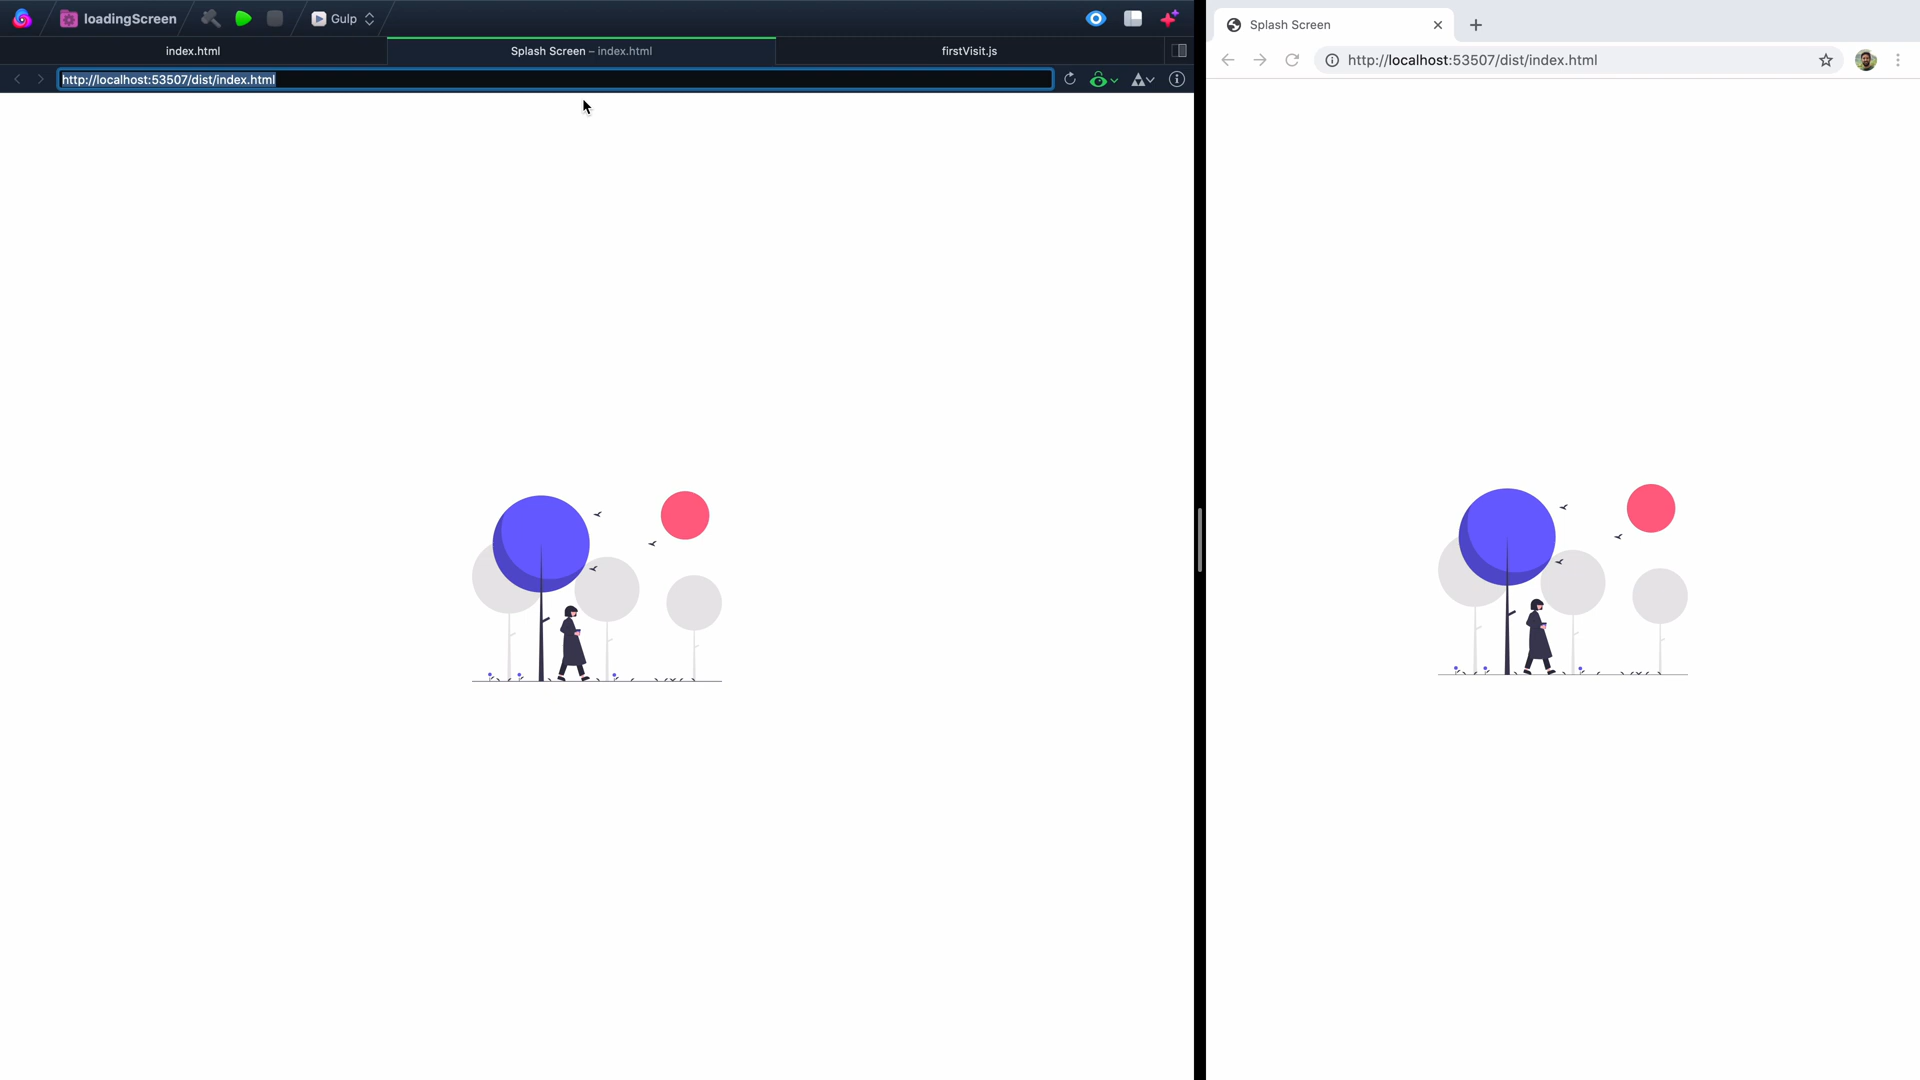 loadingScreen
Gulp
index.html
Splash Screen – index.html
firstVisit.js
http://localhost:53507/dist/index.html
Splash Screen
http://localhost:53507/dist/index.html